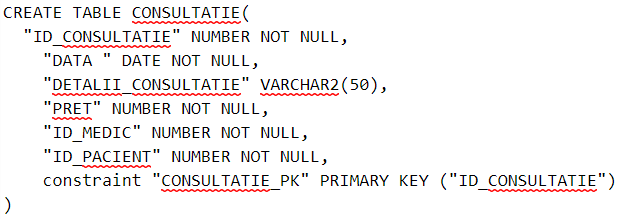 CREATE TABLE CONSULTATIE(
"ID_CONSULTATIE" NUMBER NOT NULL,
"DATA " DATE NOT NULL,
"DETALII_CONSULTATIE" VARCHAR2(50),
"PRET" NUMBER NOT NULL,
"ID_MEDIC" NUMBER NOT NULL,
"ID_PACIENT" NUMBER NOT NULL,
constraint "CONSULTATIE_PK" PRIMARY KEY ("ID_CONSULTATIE")
)